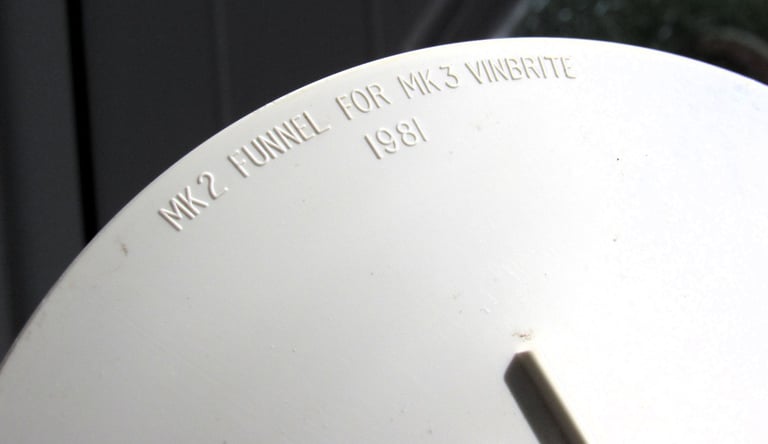 MK2 FUNNEL FOR MK3 VINBRITE
1981